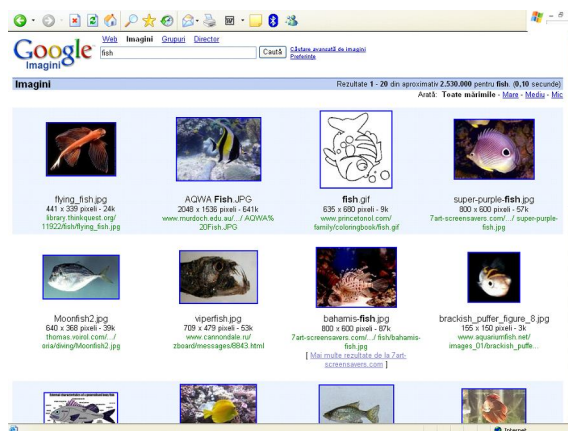 Web Imagini Grupuri Director
Google
Imagini
fish
Caută
Căutare avansată de imagini
Preferințe
Imagini
Rezultate 1 - 20 din aproximativ 2.530.000 pentru fish. (0,10 secunde)
Arată: Toate mărimile - Mare - Mediu - Mic
flying_fish.jpg
441 x 339 pixeli - 24k
library.thinkquest.org/
11922/fish/flying_fish.jpg
AQWA Fish.JPG
2048 x 1536 pixeli - 641k
www.murdoch.edu.au/.../ AQWA%
20Fish.JPG
fish.gif
635 x 680 pixeli - 9k
www.princetonol.com/
family/coloringbook/fish.gif
super-purple-fish.jpg
800 x 600 pixeli - 57k
7art-screensavers.com/.../ super-purple-
fish.jpg
Moonfish2.jpg
640 x 368 pixeli - 39k
thomas.voirol.com/...
oria/diving/Moonfish2.jpg
viperfish.jpg
709 x 479 pixeli - 53k
www.cannondale.ru/
zboard/messages/8843.html
bahamis-fish.jpg
800 x 600 pixeli - 87k
7art-screensavers.com/.../ fish/bahamis-
fish.jpg
[ Mai multe rezultate de la 7art-
screensavers.com ]
brackish_puffer_figure_8.jpg
155 x 150 pixeli - 3k
www.aquariumfish.net/
images_01/brackish_puffe...
Internet